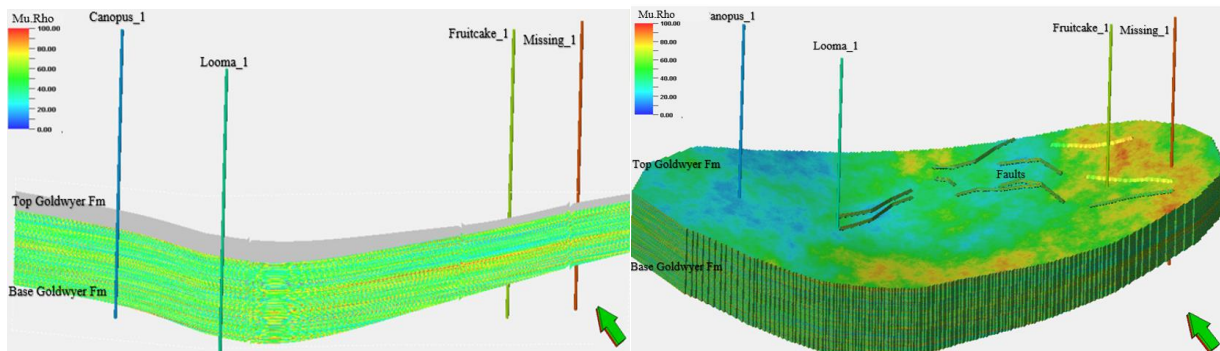 Mu.Rho
100.00
80.00
60.00
40.00
20.00
0.00
Canopus_1
Looma_1
Fruitcake_1
Missing_1
Top Goldwyer Fm
Base Goldwyer Fm
Mu.Rho
100.00
80.00
60.00
40.00
20.00
0.00
anopus_1
Looma_1
Fruitcake_1
Missing_1
Top Goldwyer Fm
Faults
Base Goldwyer Fm